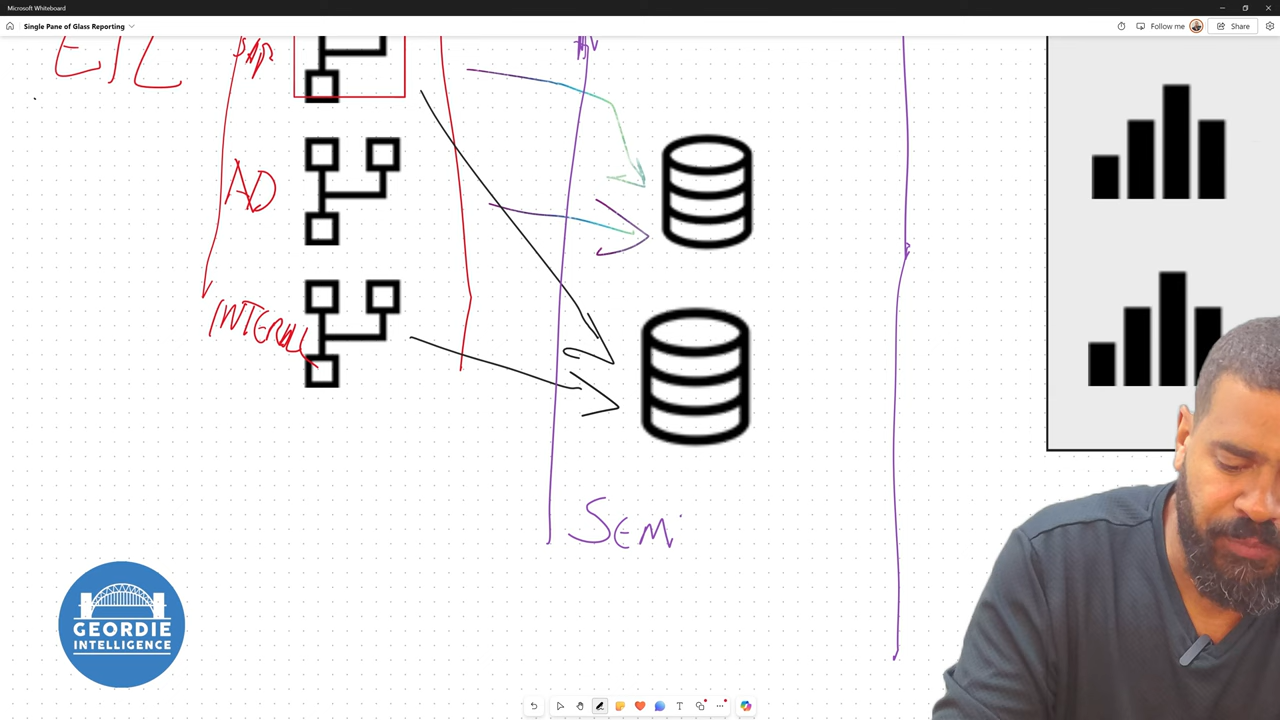 Microsoft Whiteboard
Single Pane of Glass Reporting
Follow me
Share
ETL
SAP
AD
INTERNAL
SEM
GEORDIE
INTELLIGENCE